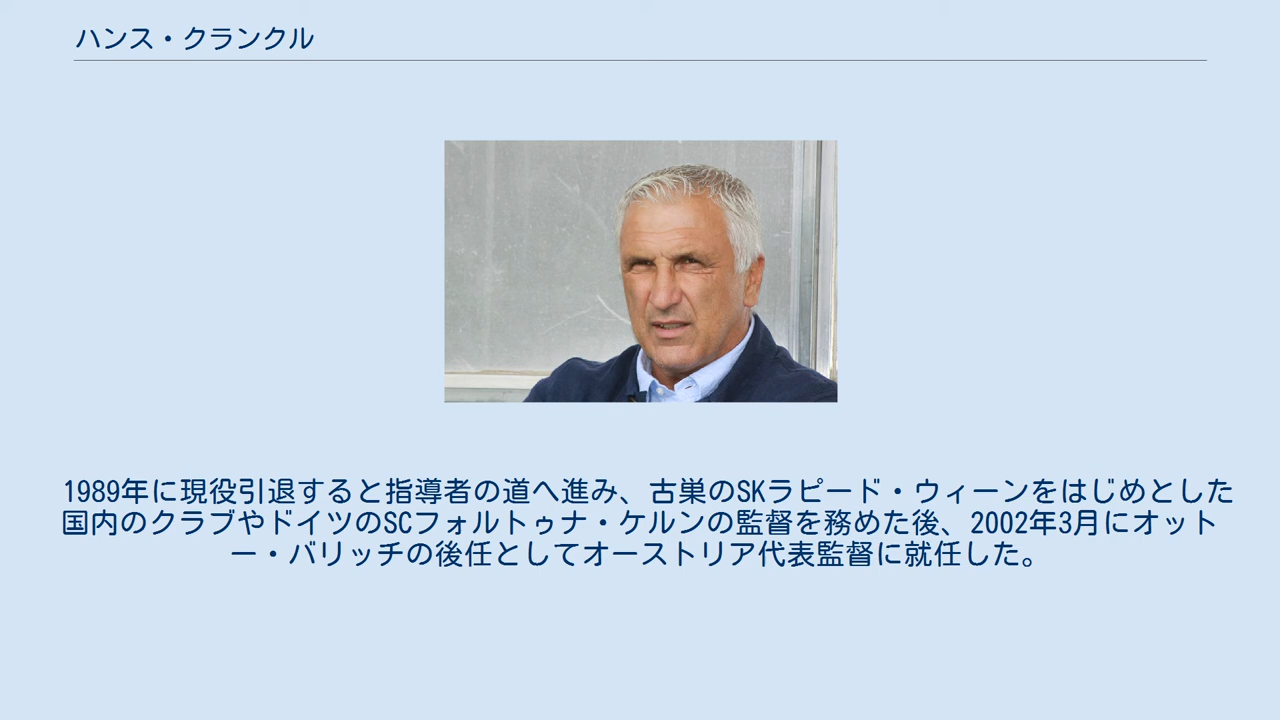 ハンス・クランクル
1989年に現役引退すると指導者の道へ進み、古巣のSKラピード・ウィーンをはじめとした
国内のクラブやドイツのSCフォルトゥナ・ケルンの監督を務めた後、2002年3月にオット
ー・バリッチの後任としてオーストリア代表監督に就任した。